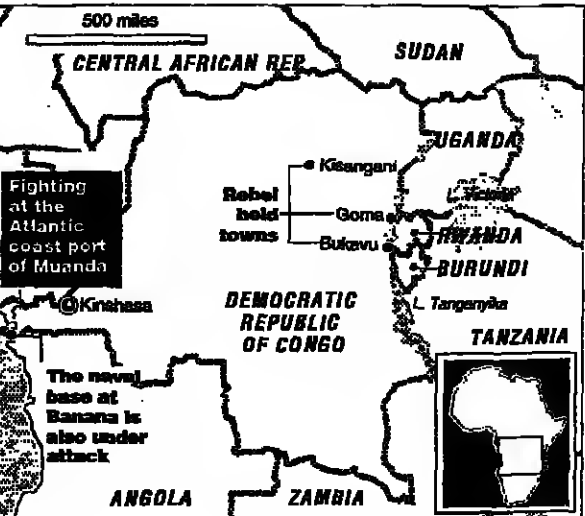 500 miles
CENTRAL AFRICAN REP
SUDAN
UGANDA
Kisangani
L. Victoria
Rebel
held
towns
Goma
Bukavu
RWANDA
BURUNDI
Fighting
at the
Atlantic
coast port
of Muanda
Kinshasa
DEMOCRATIC
REPUBLIC
OF CONGO
L. Tanganyika
TANZANIA
The naval
base at
Banana is
also under
attack
ANGOLA
ZAMBIA